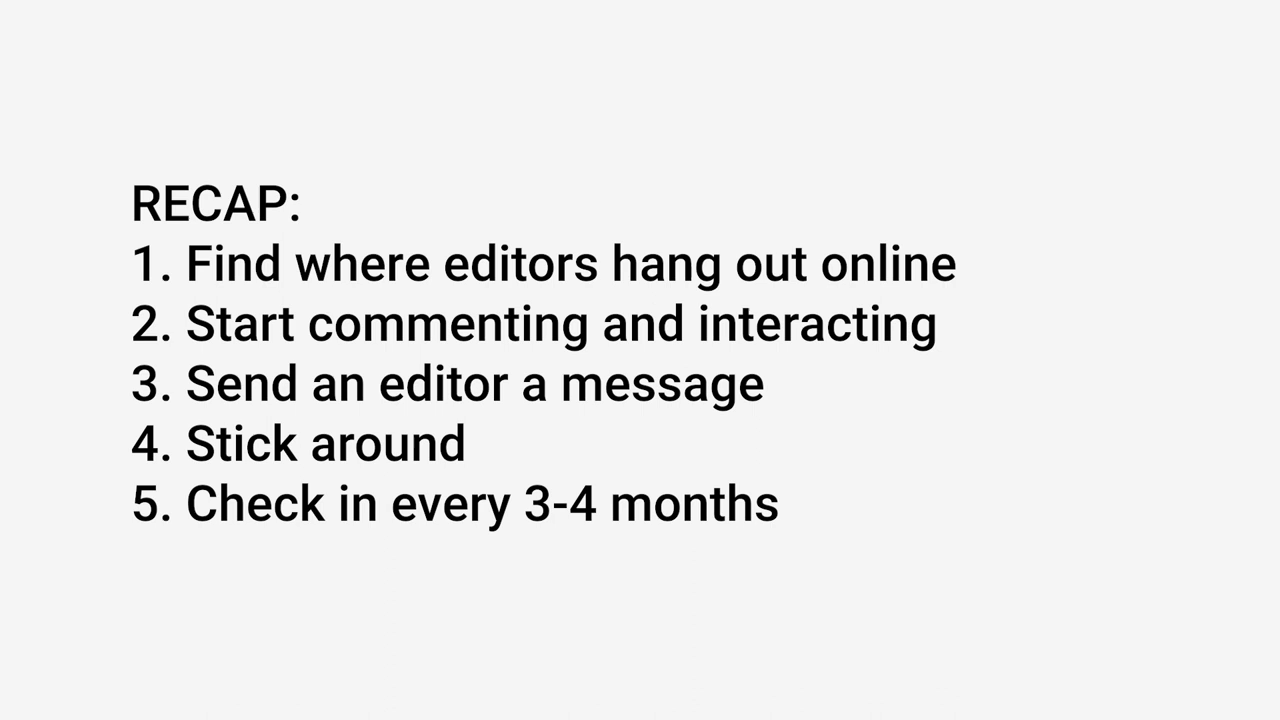 RECAP:
1. Find where editors hang out online
2. Start commenting and interacting
3. Send an editor a message
4. Stick around
5. Check in every 3-4 months